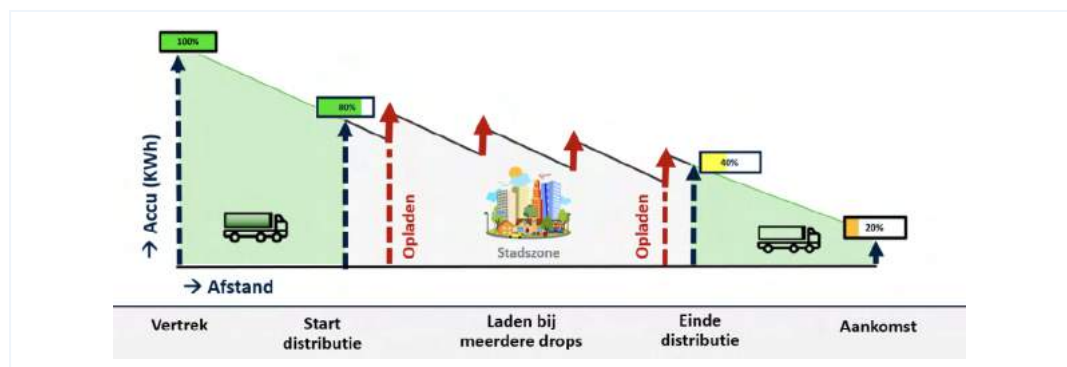 100%
80%
40%
20%
→ Accu (KWh)
Opladen
Opladen
Stadszone
→ Afstand
Vertrek
Start
distributie
Laden bij
meerdere drops
Einde
distributie
Aankomst